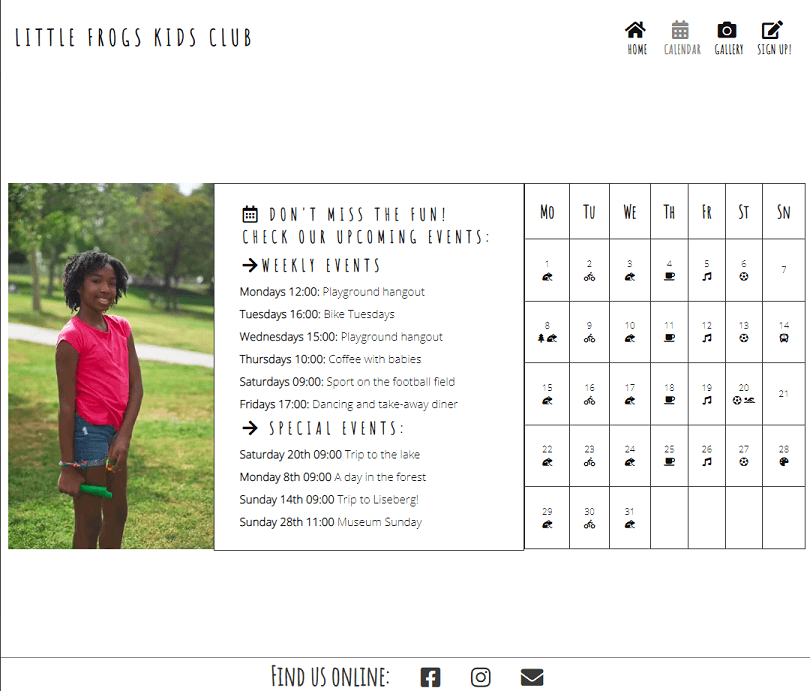 LITTLE FROGS KIDS CLUB
HOME CALENDAR GALLERY SIGN UP!
DON'T MISS THE FUN!
CHECK OUR UPCOMING EVENTS:
WEEKLY EVENTS
Mondays 12:00: Playground hangout
Tuesdays 16:00: Bike Tuesdays
Wednesdays 15:00: Playground hangout
Thursdays 10:00: Coffee with babies
Saturdays 09:00: Sport on the football field
Fridays 17:00: Dancing and take-away diner
SPECIAL EVENTS:
Saturday 20th 09:00 Trip to the lake
Monday 8th 09:00 A day in the forest
Sunday 14th 09:00 Trip to Liseberg!
Sunday 28th 11:00 Museum Sunday
Mo Tu We Th Fr St Sn
1 2 3 4 5 6 7
8 9 10 11 12 13 14
15 16 17 18 19 20 21
22 23 24 25 26 27 28
29 30 31
Find us online: